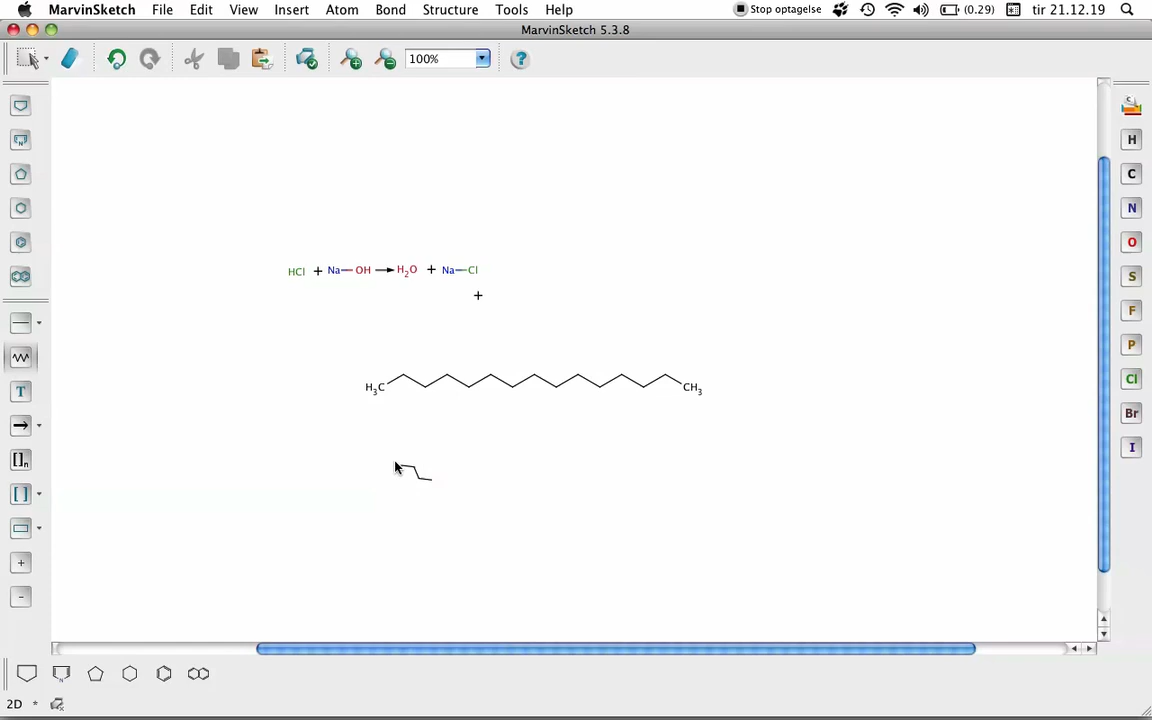 MarvinSketch File Edit View Insert Atom Bond Structure Tools Help Stop optagelse (0.29) tir 21.12.19
MarvinSketch 5.3.8
100% ?
C
H
N C
N
O
S
F
P
T Cl
[]n Br
[ ] I
HCl + Na OH H2O + Na Cl
+
H3C CH3
+
-
N
2D *